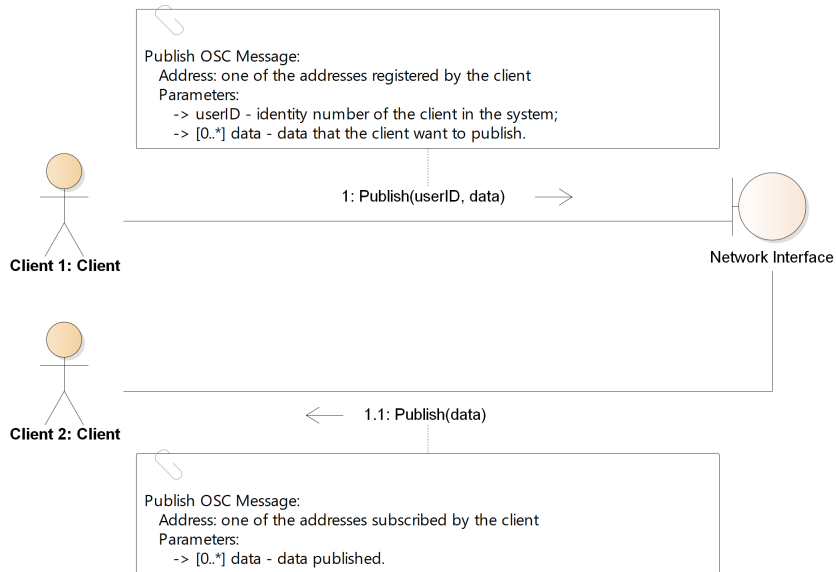 Publish OSC Message:
Address: one of the addresses registered by the client
Parameters:
-> userID - identity number of the client in the system;
-> [0..*] data - data that the client want to publish.
1: Publish(userID, data)
Client 1: Client
Network Interface
1.1: Publish(data)
Client 2: Client
Publish OSC Message:
Address: one of the addresses subscribed by the client
Parameters:
-> [0..*] data - data published.